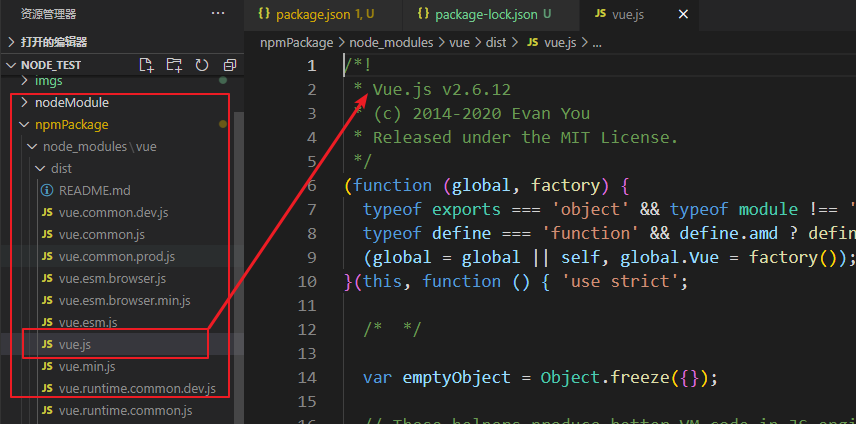 资源管理器
打开的编辑器
NODE_TEST
imgs
nodeModule
npmPackage
node_modules\vue
dist
README.md
JS vue.common.dev.js
JS vue.common.js
JS vue.common.prod.js
JS vue.esm.browser.js
JS vue.esm.browser.min.js
JS vue.esm.js
JS vue.js
JS vue.min.js
JS vue.runtime.common.dev.js
JS vue.runtime.common.js
{} package.json 1, U
{} package-lock.json U
JS vue.js
npmPackage > node_modules > vue > dist > JS vue.js > ...
1 /*!
2  * Vue.js v2.6.12
3  * (c) 2014-2020 Evan You
4  * Released under the MIT License.
5  */
6 (function (global, factory) {
7   typeof exports === 'object' && typeof module !== '
8   typeof define === 'function' && define.amd ? defin
9   (global = global || self, global.Vue = factory());
10 }(this, function () { 'use strict';
11
12   /*  */
13
14   var emptyObject = Object.freeze({});
15